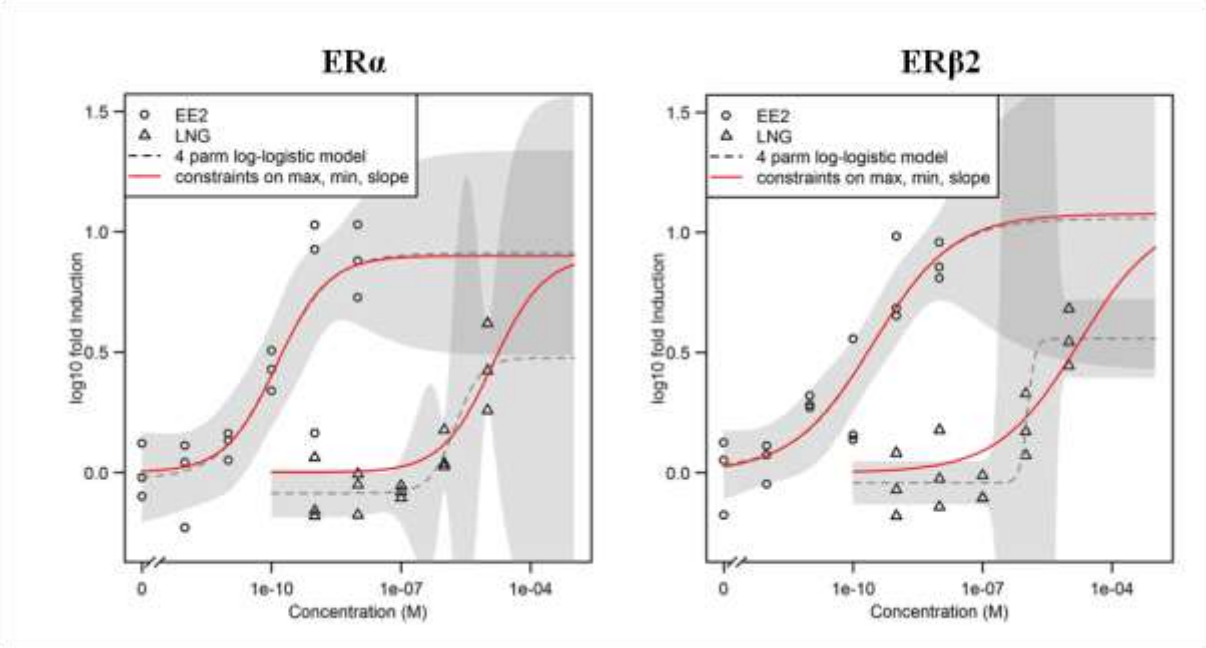 ERα
EE2
LNG
4 parm log-logistic model
constraints on max, min, slope
1.5
1.0
0.5
0.0
log10 fold Induction
0
1e-10
1e-07
1e-04
Concentration (M)
ERβ2
EE2
LNG
4 parm log-logistic model
constraints on max, min, slope
1.5
1.0
0.5
0.0
log10 fold Induction
0
1e-10
1e-07
1e-04
Concentration (M)